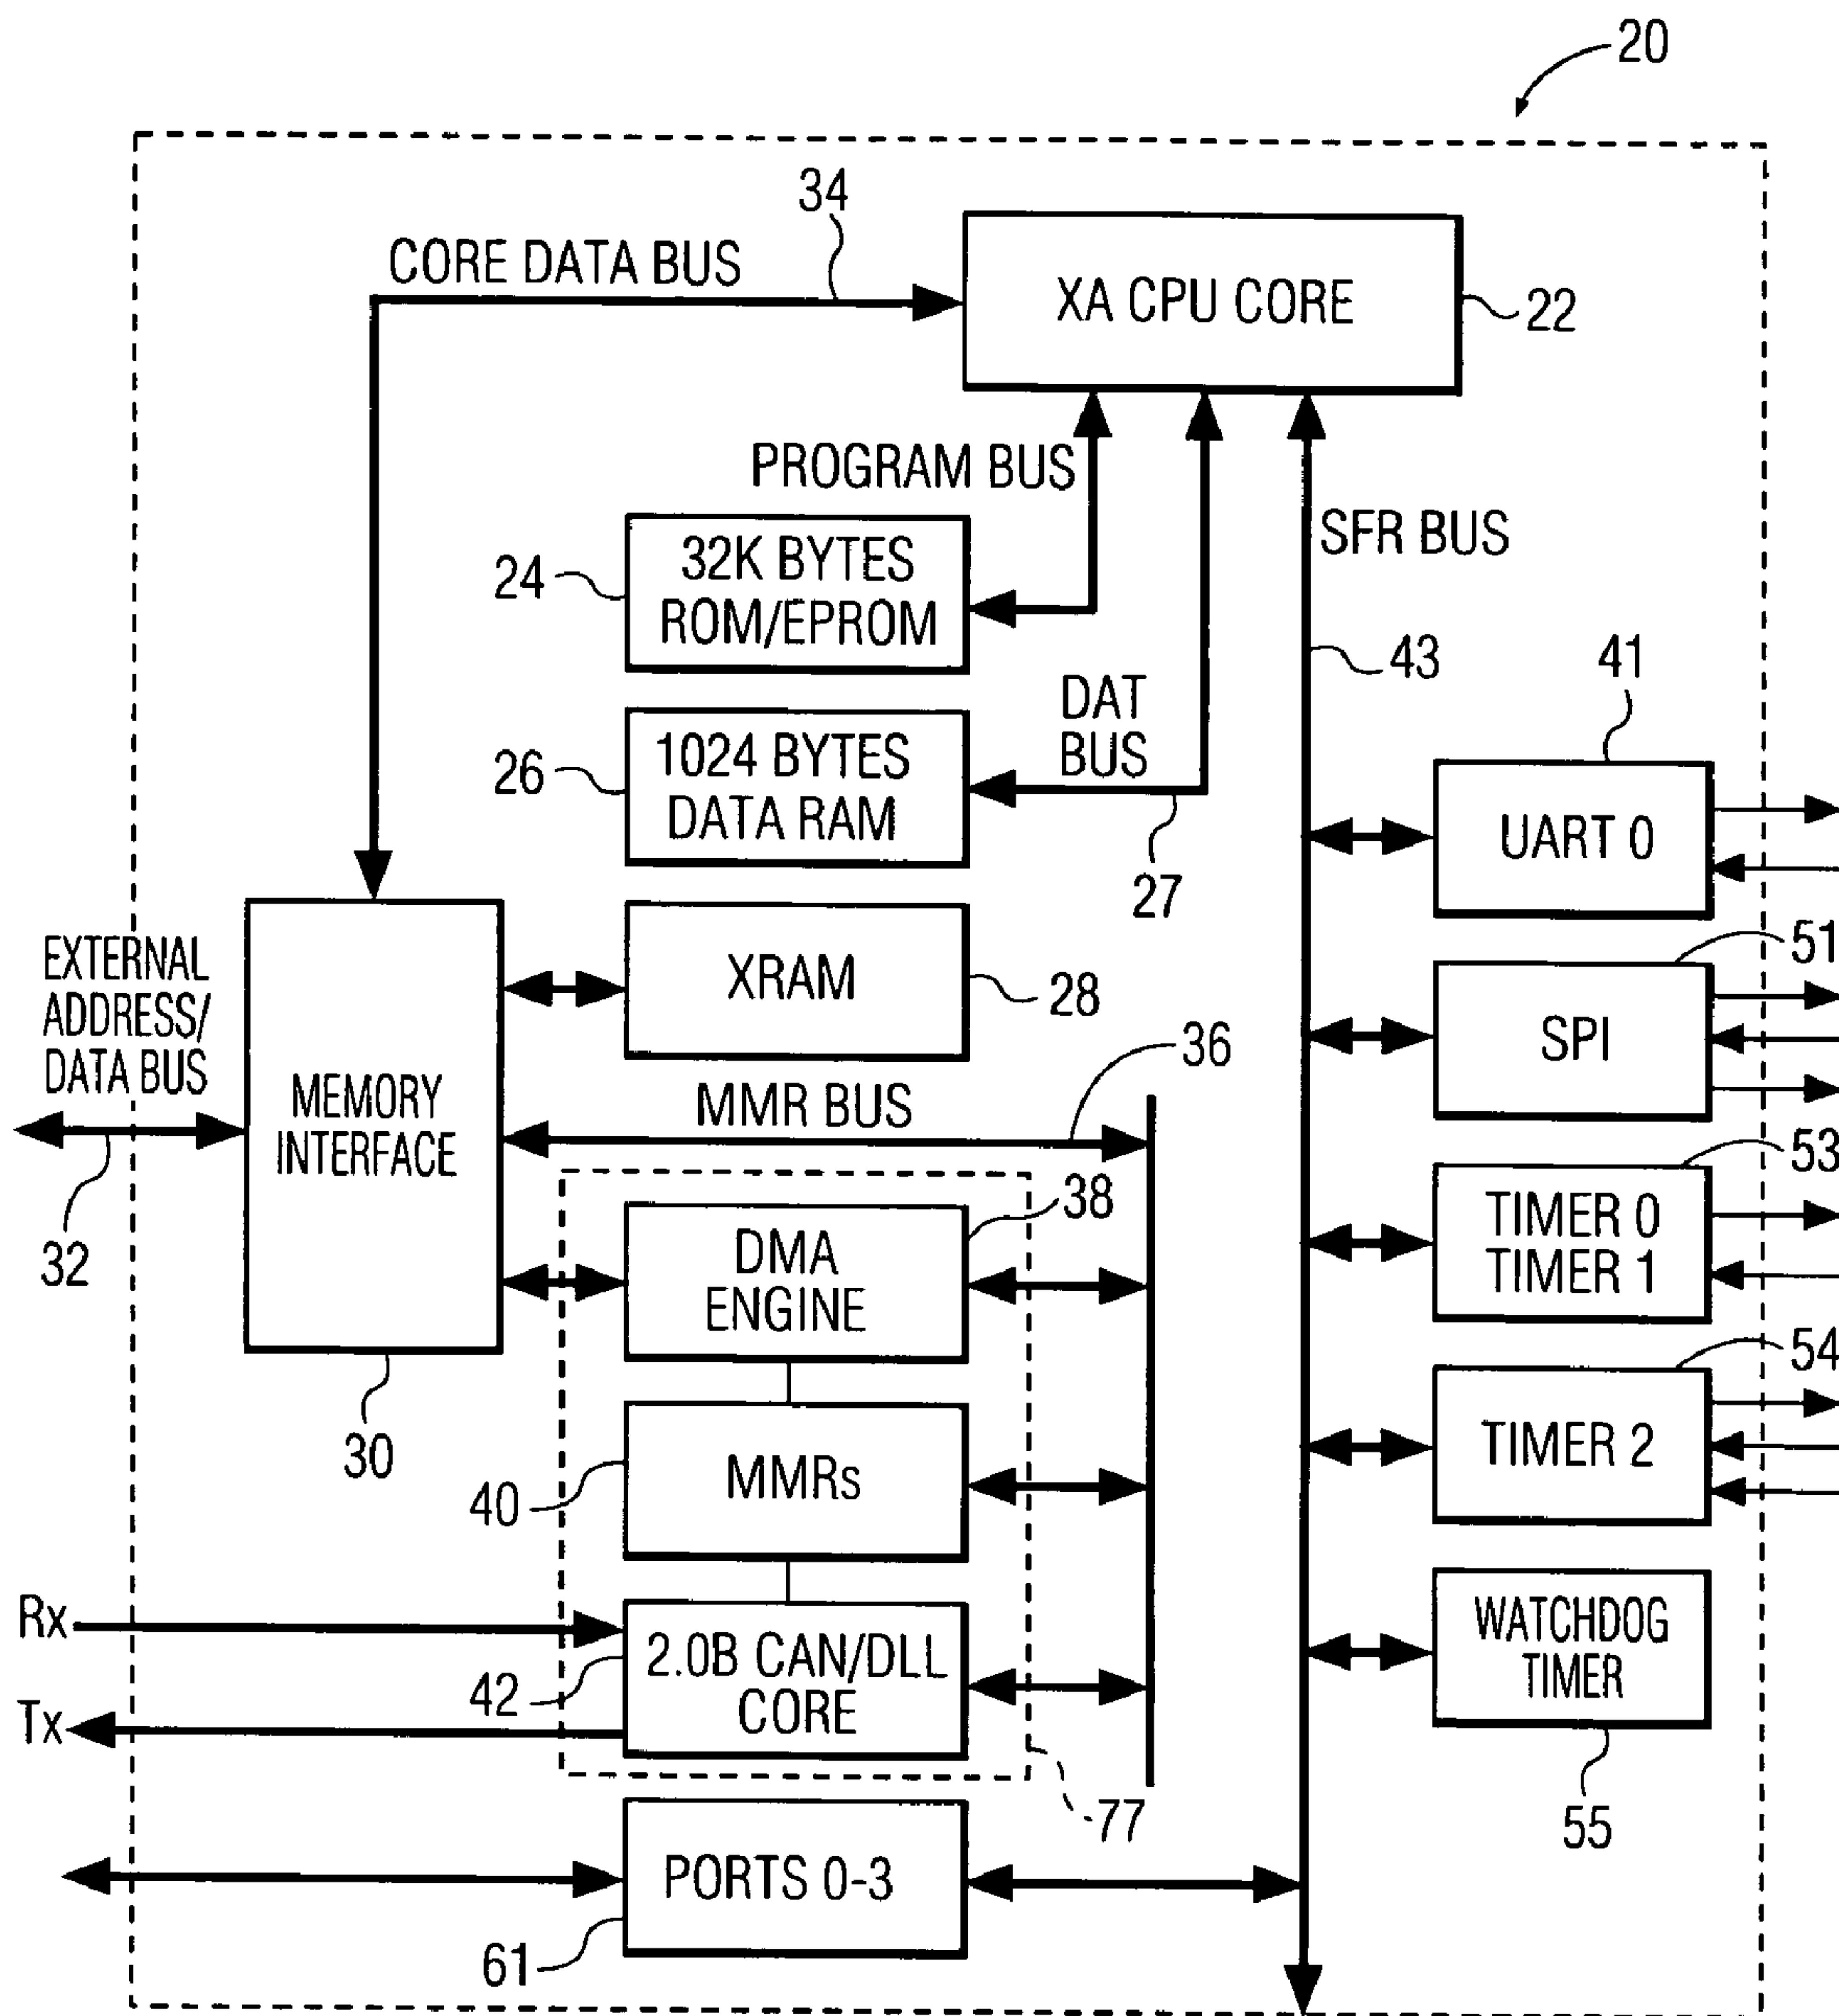 20
34
CORE DATA BUS
XA CPU CORE
22
PROGRAM BUS
SFR BUS
24
32K BYTES
ROM/EPROM
43
41
DAT
BUS
26
1024 BYTES
DATA RAM
27
UART 0
51
EXTERNAL
ADDRESS/
DATA BUS
XRAM
28
SPI
36
MEMORY
INTERFACE
MMR BUS
53
32
38
DMA
ENGINE
TIMER 0
TIMER 1
54
30
40
MMRs
TIMER 2
Rx
42
2.0B CAN/DLL
CORE
WATCHDOG
TIMER
Tx
77
55
PORTS 0-3
61